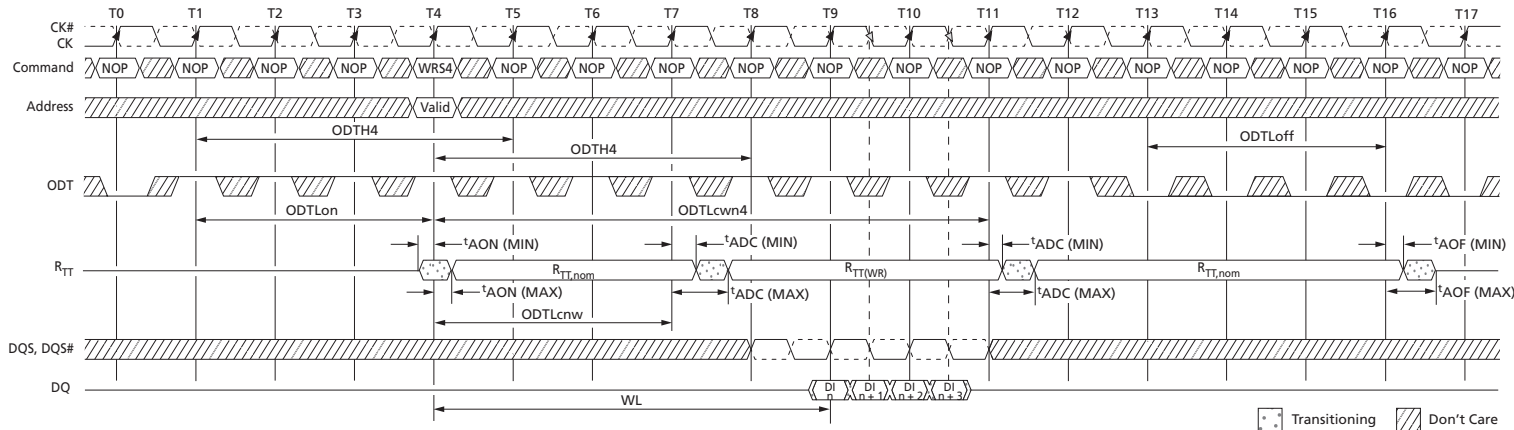 T0 T1 T2 T3 T4 T5 T6 T7 T8 T9 T10 T11 T12 T13 T14 T15 T16 T17
CK#
CK
Command NOP NOP NOP NOP WRS4 NOP NOP NOP NOP NOP NOP NOP NOP NOP NOP NOP NOP NOP
Address Valid
ODTH4 ODTLoff
ODTH4
ODT
ODTLon ODTLcwn4
tAON (MIN) tADC (MIN) tADC (MIN) tAOF (MIN)
RTT RTT,nom RTT(WR) RTT,nom
tAON (MAX) tADC (MAX) tADC (MAX) tAOF (MAX)
ODTLcnw
DQS, DQS#
DQ DI n DI n + 1 DI n + 2 DI n + 3
WL
Transitioning Don't Care